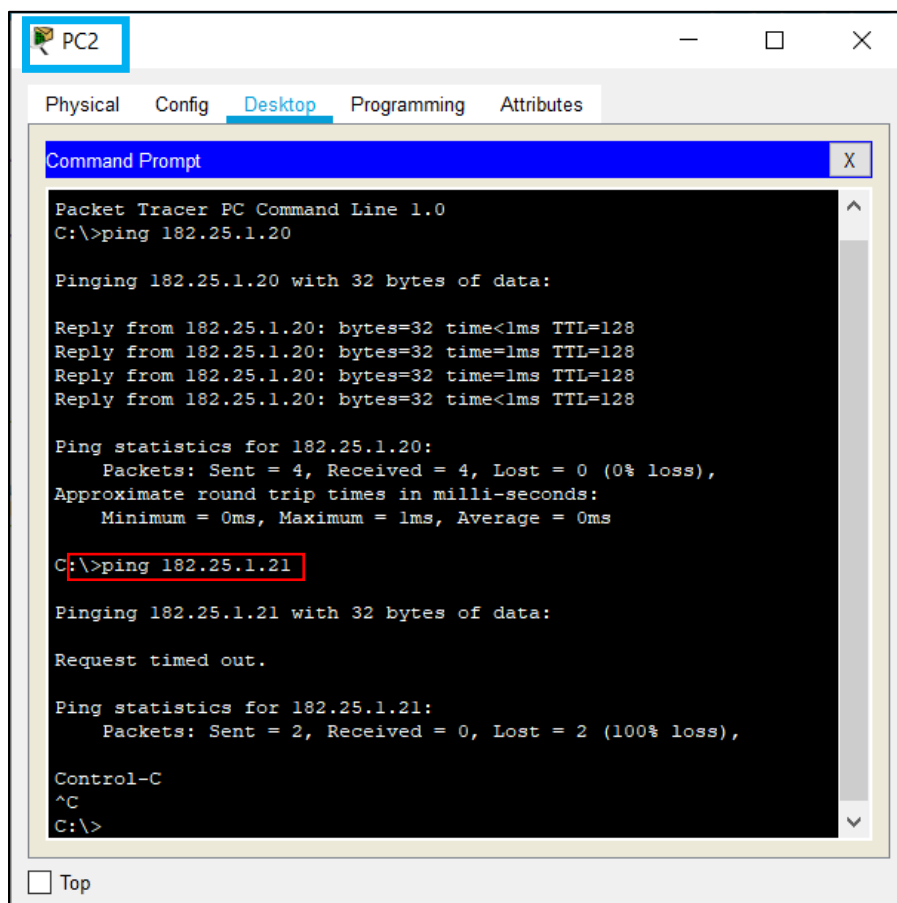 PC2
Physical Config Desktop Programming Attributes
Command Prompt X
Packet Tracer PC Command Line 1.0
C:\>ping 182.25.1.20
Pinging 182.25.1.20 with 32 bytes of data:
Reply from 182.25.1.20: bytes=32 time<1ms TTL=128
Reply from 182.25.1.20: bytes=32 time=1ms TTL=128
Reply from 182.25.1.20: bytes=32 time=1ms TTL=128
Reply from 182.25.1.20: bytes=32 time<1ms TTL=128
Ping statistics for 182.25.1.20:
Packets: Sent = 4, Received = 4, Lost = 0 (0% loss),
Approximate round trip times in milli-seconds:
Minimum = 0ms, Maximum = 1ms, Average = 0ms
C:\>ping 182.25.1.21
Pinging 182.25.1.21 with 32 bytes of data:
Request timed out.
Ping statistics for 182.25.1.21:
Packets: Sent = 2, Received = 0, Lost = 2 (100% loss),
Control-C
^C
C:\>
Top